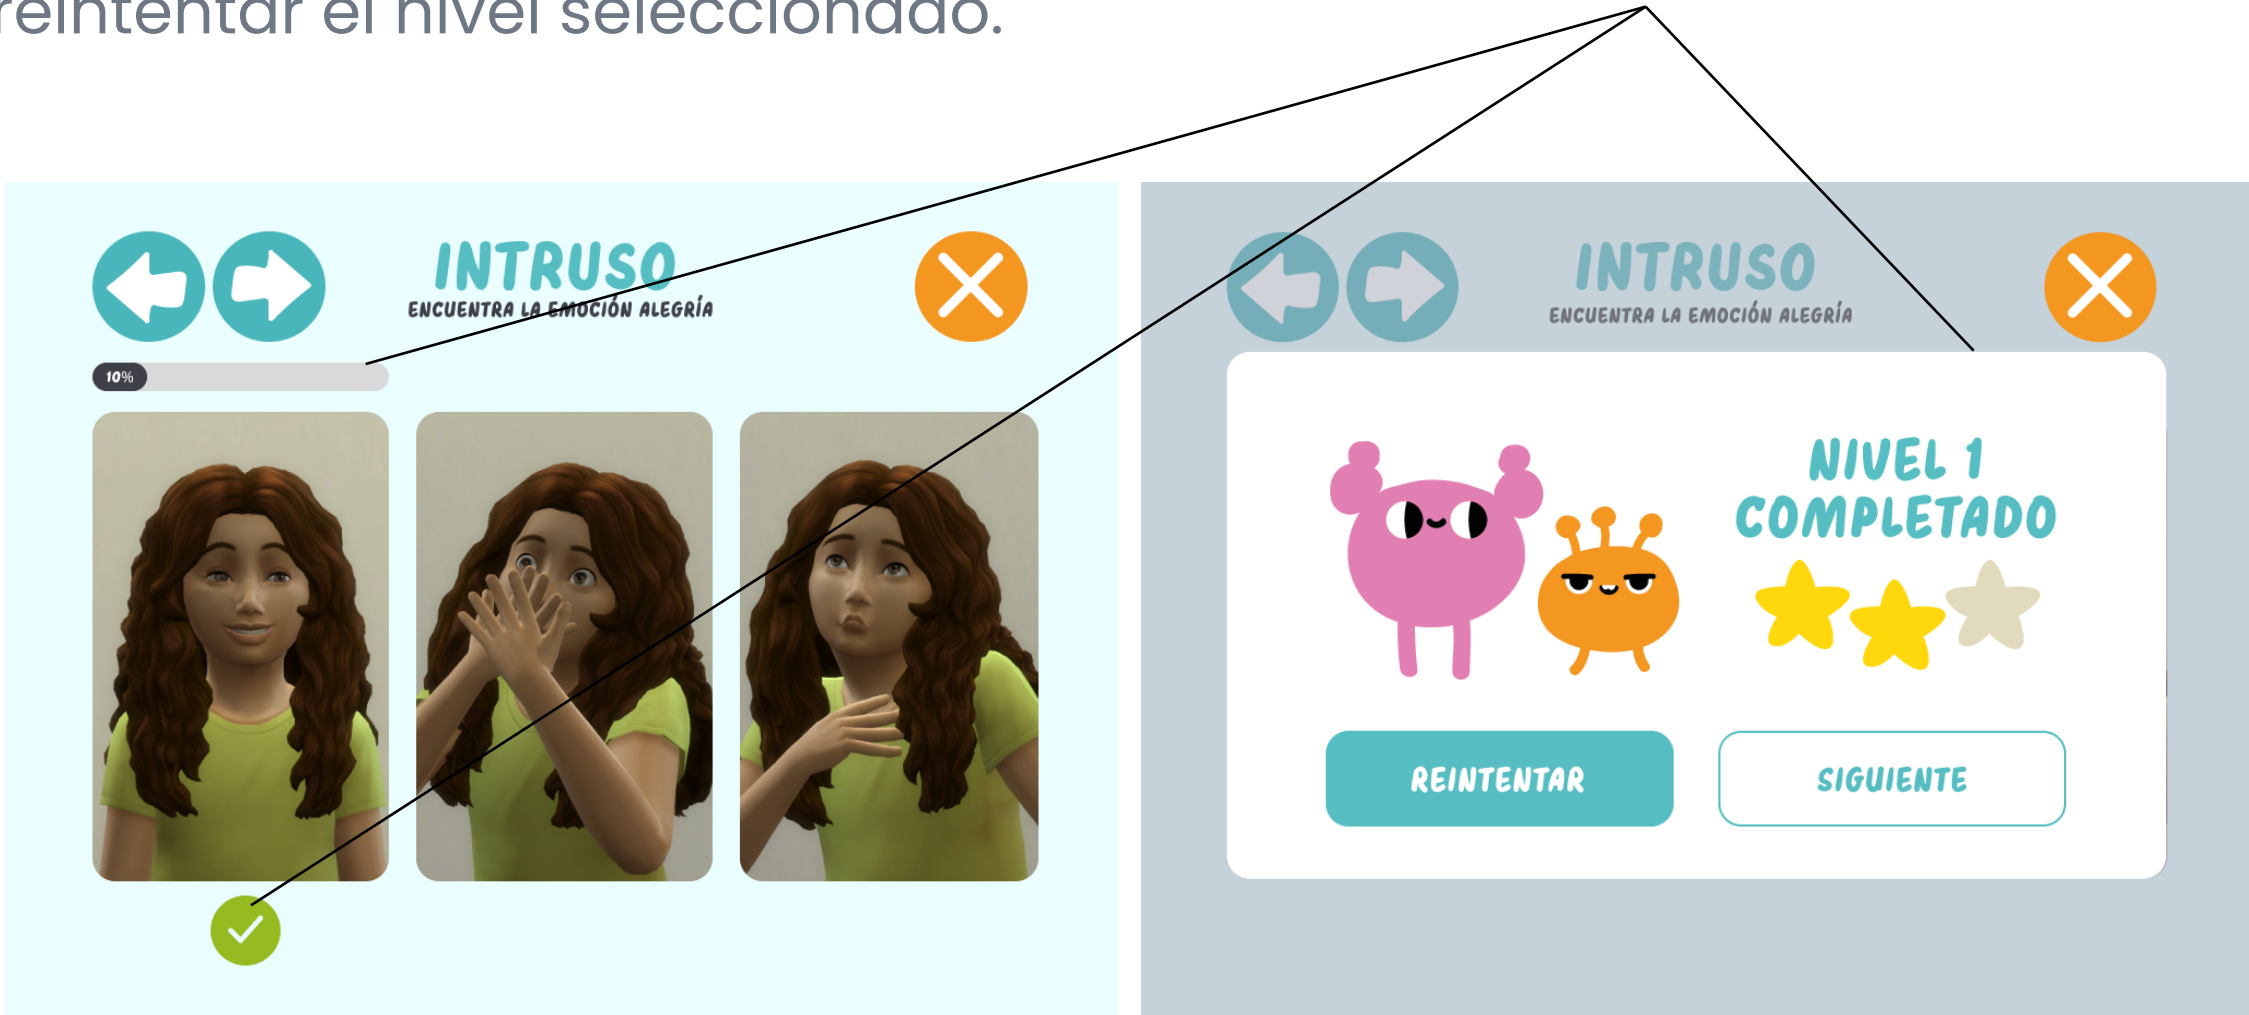 reintentar el nivel seleccionado.
INTRUSO
ENCUENTRA LA EMOCIÓN ALEGRÍA
10%
INTRUSO
ENCUENTRA LA EMOCIÓN ALEGRÍA
NIVEL 1
COMPLETADO
REINTENTAR
SIGUIENTE